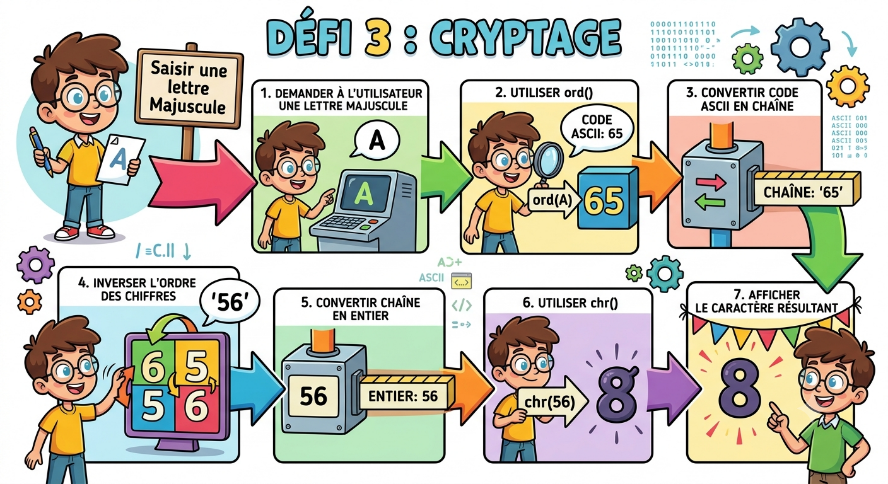 DÉFI 3 : CRYPTAGE
Saisir une
lettre
Majuscule
A
1. DEMANDER À L'UTILISATEUR
UNE LETTRE MAJUSCULE
A
A
2. UTILISER ord()
CODE
ASCII: 65
ord(A)
65
3. CONVERTIR CODE
ASCII EN CHAÎNE
CHAÎNE: '65'
4. INVERSER L'ORDRE
DES CHIFFRES
'56'
6 5
5 6
5. CONVERTIR CHAÎNE
EN ENTIER
56
ENTIER: 56
ASCII
</>
6. UTILISER chr()
chr(56)
8
7. AFFICHER
LE CARACTÈRE RÉSULTANT
8